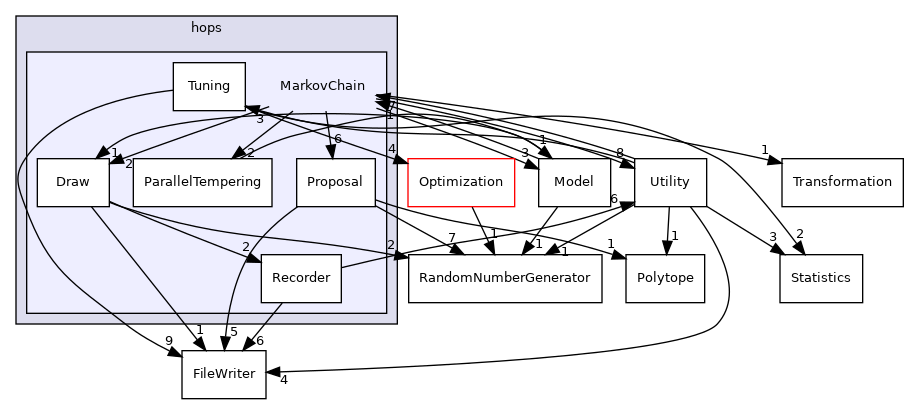 hops
Tuning
MarkovChain
7
1
3
1
2
2
6
4
3
1
8
1
Draw
ParallelTempering
Proposal
Optimization
Model
Utility
Transformation
6
2
2
7
1
1
1
1
1
3
2
Recorder
RandomNumberGenerator
Polytope
Statistics
9
1
5
6
FileWriter
4